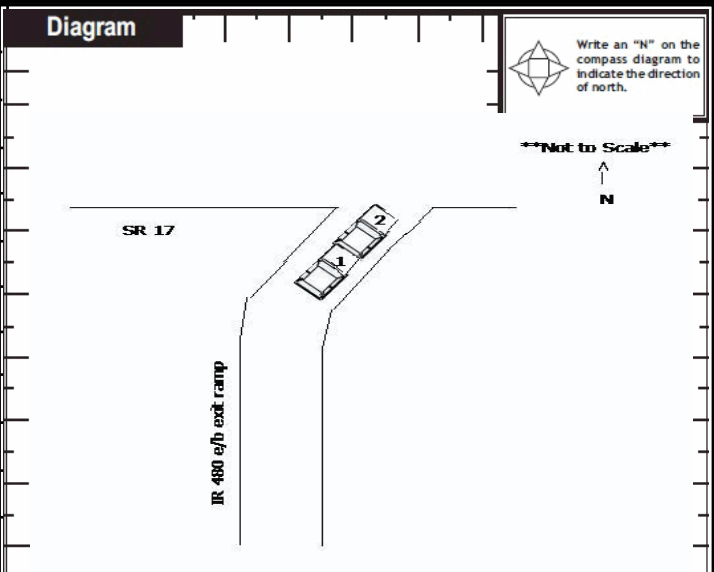 Diagram
Write an “N” on the
compass diagram to
indicate the direction
of north.
**Not to Scale**
N
SR 17
2
1
IR 480 e/b exit ramp